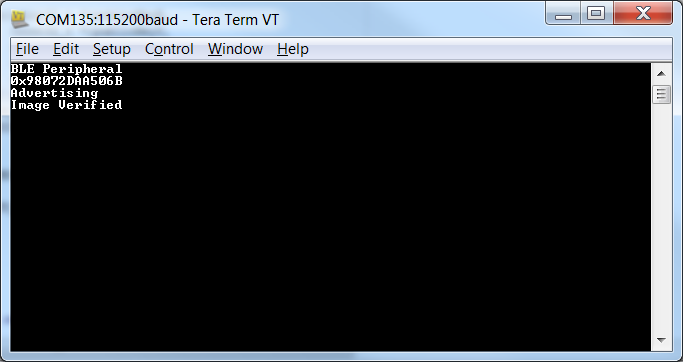 COM135:115200baud - Tera Term VT
File Edit Setup Control Window Help
BLE Peripheral
0x98072DAA506B
Advertising
Image Verified